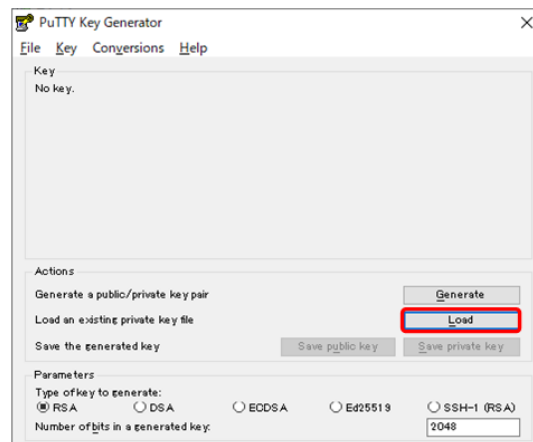 PuTTY Key Generator
File Key Conversions Help
Key
No key.
Actions
Generate a public/private key pair
Generate
Load an existing private key file
Load
Save the generated key
Save public key
Save private key
Parameters
Type of key to generate:
RSA DSA ECDSA Ed25519 SSH-1 (RSA)
Number of bits in a generated key:
2048